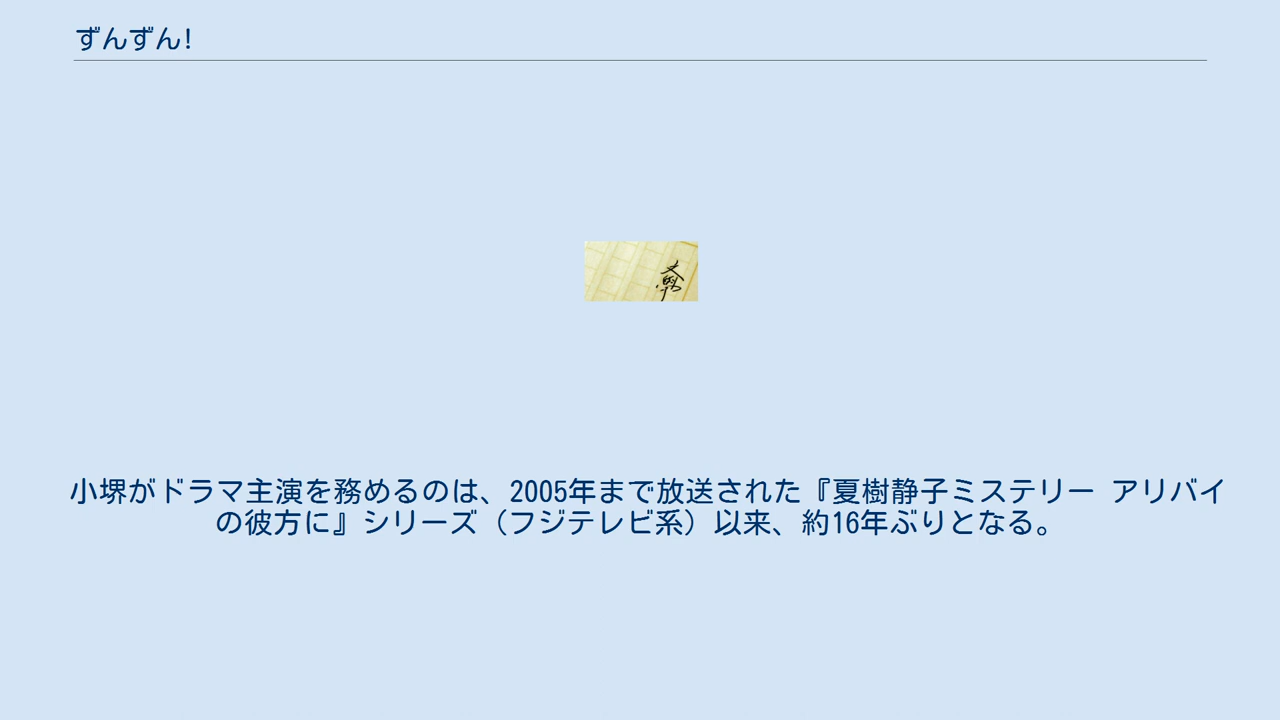 ずんずん!
小堺がドラマ主演を務めるのは、2005年まで放送された『夏樹静子ミステリー アリバイ
の彼方に』シリーズ（フジテレビ系）以来、約16年ぶりとなる。